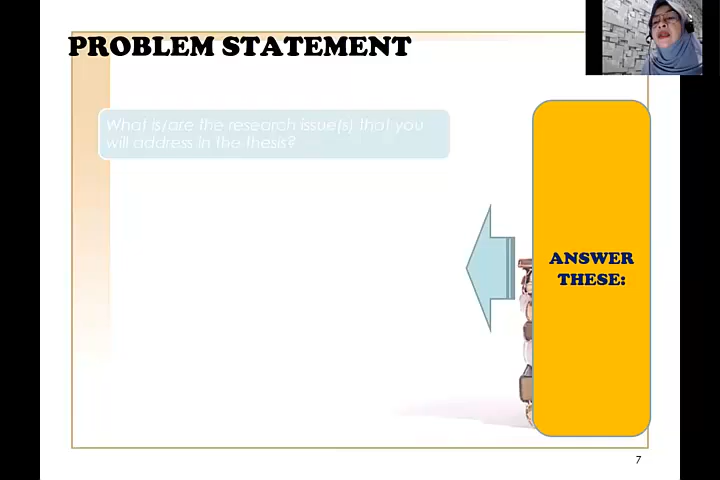 PROBLEM STATEMENT
What is/are the research issue(s) that you
will address in the thesis?
ANSWER
THESE:
7